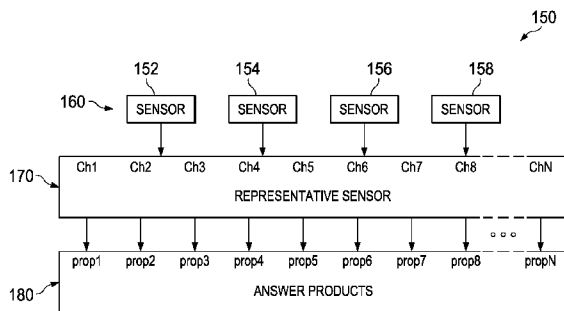 150
152 154 156 158
160 SENSOR SENSOR SENSOR SENSOR
Ch1 Ch2 Ch3 Ch4 Ch5 Ch6 Ch7 Ch8 ChN
170 REPRESENTATIVE SENSOR
prop1 prop2 prop3 prop4 prop5 prop6 prop7 prop8 propN
180 ANSWER PRODUCTS